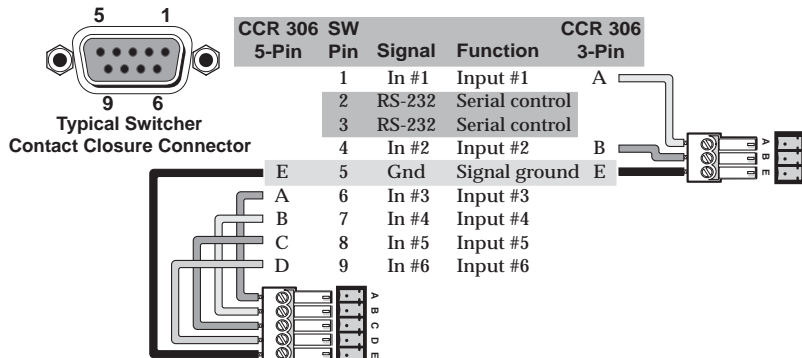 5 1
9 6
Typical Switcher
Contact Closure Connector
CCR 306 SW CCR 306
5-Pin Pin Signal Function 3-Pin
1 In #1 Input #1 A
2 RS-232 Serial control
3 RS-232 Serial control
4 In #2 Input #2 B
E 5 Gnd Signal ground E
A 6 In #3 Input #3
B 7 In #4 Input #4
C 8 In #5 Input #5
D 9 In #6 Input #6
A
B
E
A
B
C
D
E